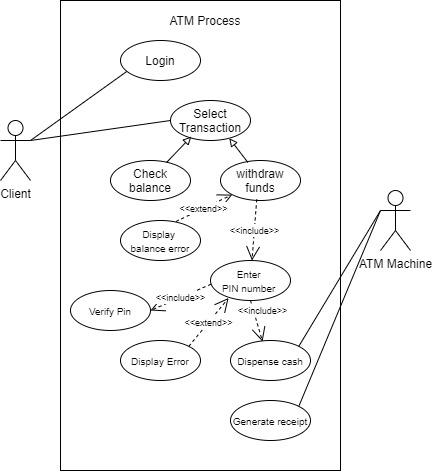 ATM Process
Login
Select
Transaction
Client
Check
balance
withdraw
funds
<<extend>>
Display
balance error
<<include>>
ATM Machine
Enter
PIN number
<<include>>
Verify Pin
<<extend>>
<<include>>
Display Error
Dispense cash
Generate receipt